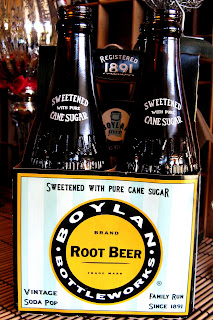 REGISTERED
1891
SWEETENED
WITH PURE
CANE SUGAR
SWEETENED
WITH PURE
CANE SUGAR
BOYLAN
SWEETENED WITH PURE CANE SUGAR
®
BOYLAN
BRAND
ROOT BEER
TRADE MARK
BOTTLEWORKS
VINTAGE
SODA POP
FAMILY RUN
SINCE 1891